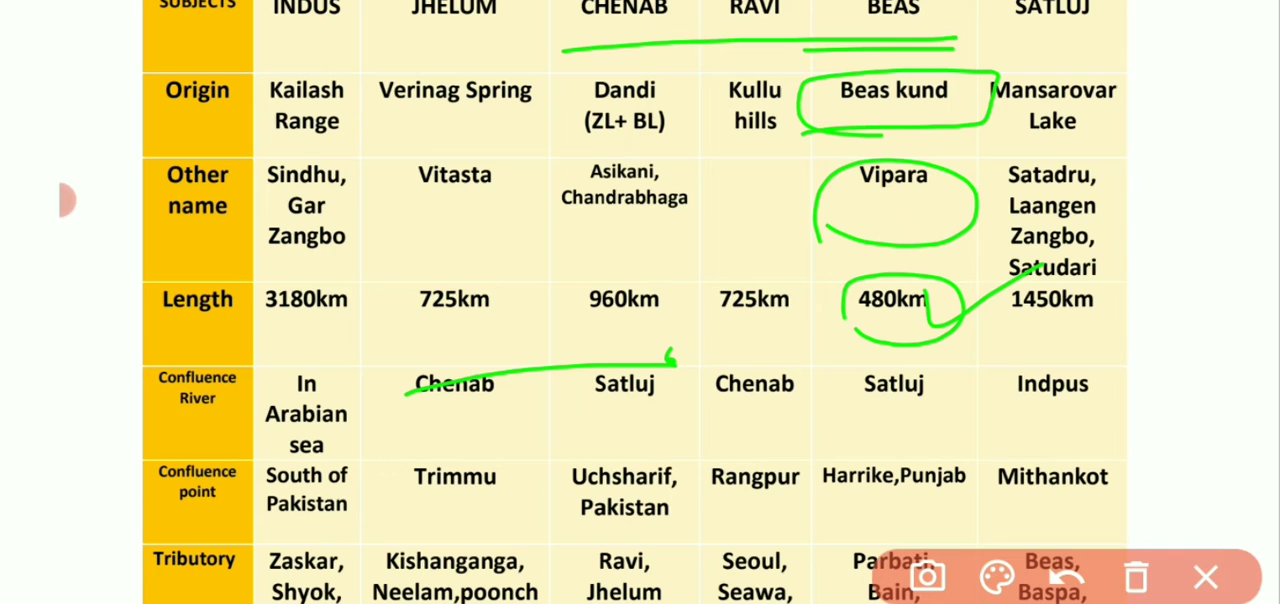 SUBJECTS INDUS JHELUM CHENAB RAVI BEAS SATLUJ
Origin Kailash Verinag Spring Dandi Kullu Beas kund Mansarovar
Range (ZL+ BL) hills Lake
Other Sindhu, Vitasta Asikani, Vipara Satadru,
name Gar Chandrabhaga Laangen
Zangbo Zangbo,
Satudari
Length 3180km 725km 960km 725km 480km 1450km
Confluence In Chenab Satluj Chenab Satluj Indpus
River Arabian
sea
Confluence South of Trimmu Uchsharif, Rangpur Harrike,Punjab Mithankot
point Pakistan Pakistan
Tributory Zaskar, Kishanganga, Ravi, Seoul, Parbati, Beas,
Shyok, Neelam,poonch Jhelum Seawa, Bain, Baspa,